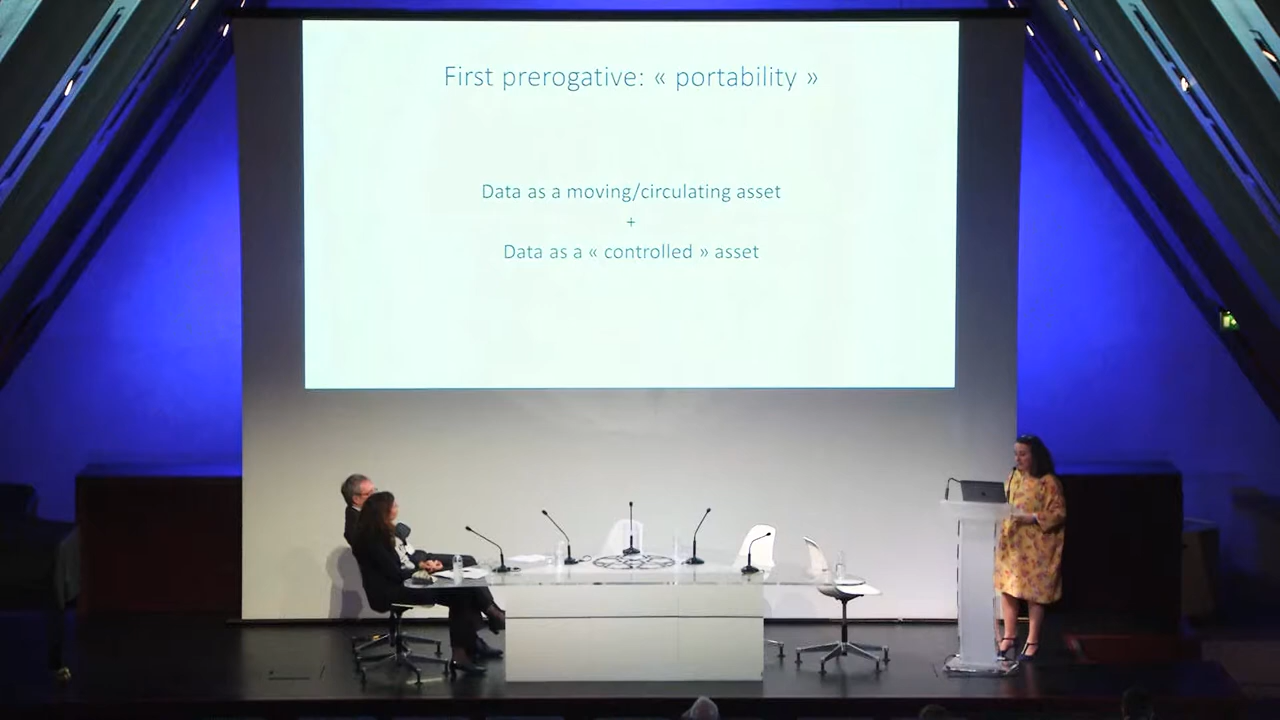 First prerogative: « portability »
Data as a moving/circulating asset
+
Data as a « controlled » asset